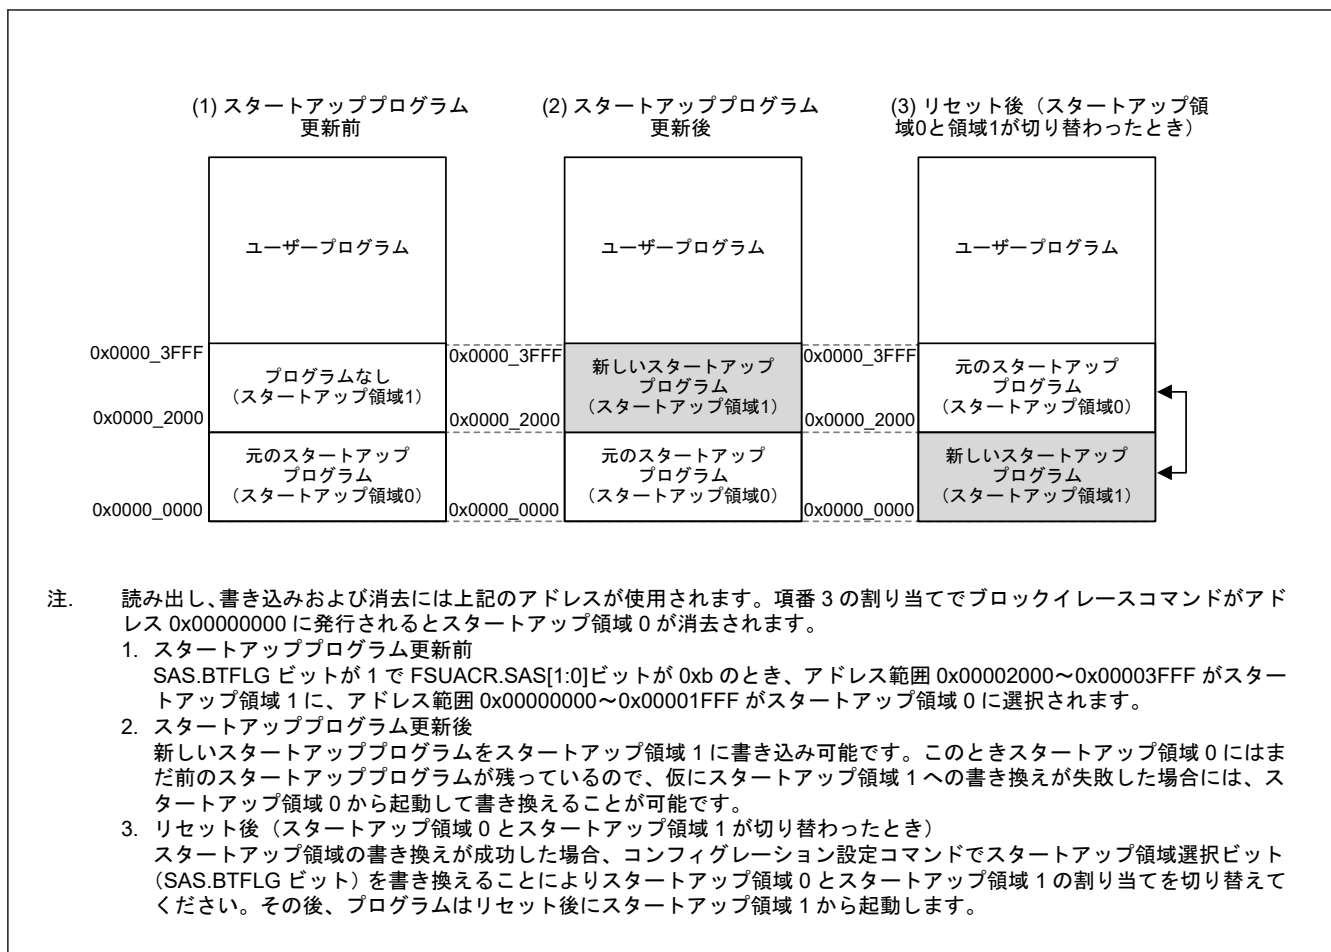 (1) スタートアッププログラム
更新前
(2) スタートアッププログラム
更新後
(3) リセット後（スタートアップ領
域0と領域1が切り替わったとき）
ユーザープログラム
ユーザープログラム
ユーザープログラム
0x0000_3FFF
0x0000_3FFF
0x0000_3FFF
プログラムなし
（スタートアップ領域1）
新しいスタートアップ
プログラム
（スタートアップ領域1）
元のスタートアップ
プログラム
（スタートアップ領域0）
0x0000_2000
0x0000_2000
0x0000_2000
元のスタートアップ
プログラム
（スタートアップ領域0）
元のスタートアップ
プログラム
（スタートアップ領域0）
新しいスタートアップ
プログラム
（スタートアップ領域1）
0x0000_0000
0x0000_0000
0x0000_0000
注. 読み出し、書き込みおよび消去には上記のアドレスが使用されます。項番 3 の割り当てでブロックイレースコマンドがアド
レス 0x00000000 に発行されるとスタートアップ領域 0 が消去されます。
1. スタートアッププログラム更新前
SAS.BTFLG ビットが 1 で FSUACR.SAS[1:0]ビットが 0xb のとき、アドレス範囲 0x00002000～0x00003FFF がスター
トアップ領域 1 に、アドレス範囲 0x00000000～0x00001FFF がスタートアップ領域 0 に選択されます。
2. スタートアッププログラム更新後
新しいスタートアッププログラムをスタートアップ領域 1 に書き込み可能です。このときスタートアップ領域 0 にはま
だ前のスタートアッププログラムが残っているので、仮にスタートアップ領域 1 への書き換えが失敗した場合には、ス
タートアップ領域 0 から起動して書き換えることが可能です。
3. リセット後（スタートアップ領域 0 とスタートアップ領域 1 が切り替わったとき）
スタートアップ領域の書き換えが成功した場合、コンフィグレーション設定コマンドでスタートアップ領域選択ビット
（SAS.BTFLG ビット）を書き換えることによりスタートアップ領域 0 とスタートアップ領域 1 の割り当てを切り替えて
ください。その後、プログラムはリセット後にスタートアップ領域 1 から起動します。